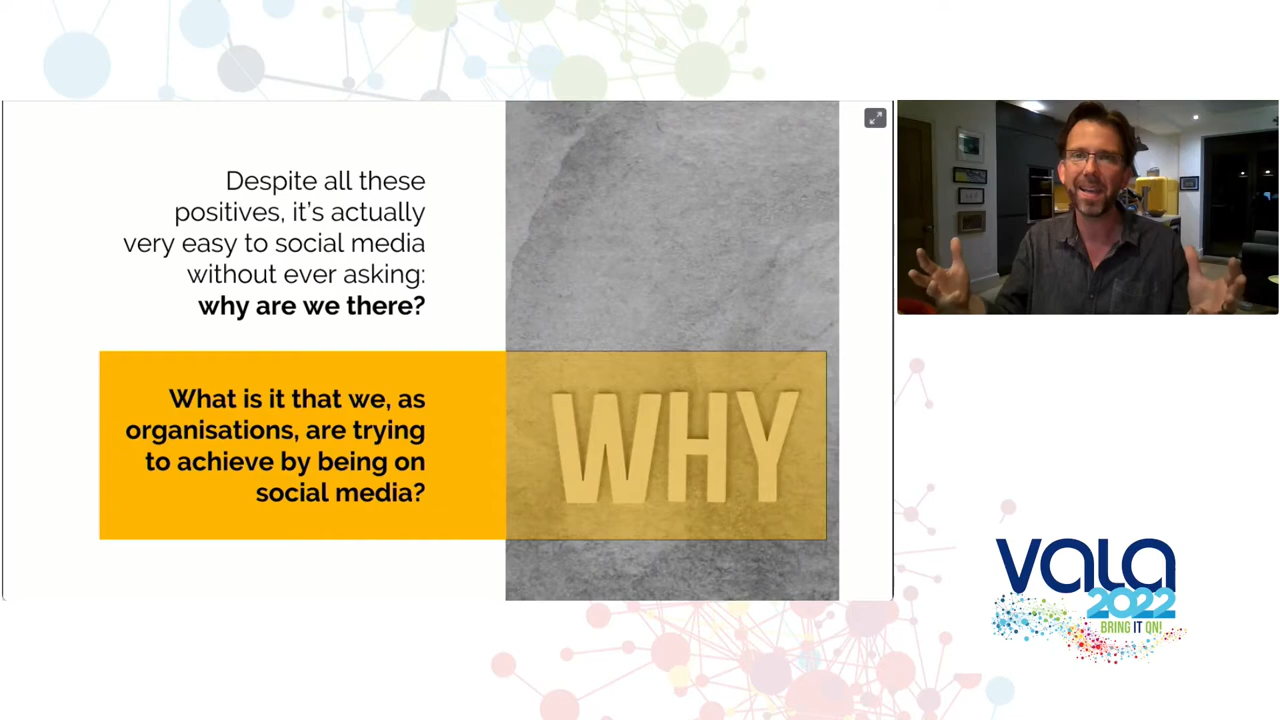 Despite all these
positives, it's actually
very easy to social media
without ever asking:
why are we there?
What is it that we, as
organisations, are trying
to achieve by being on
social media?
WHY
VALA
2022
BRING IT ON!